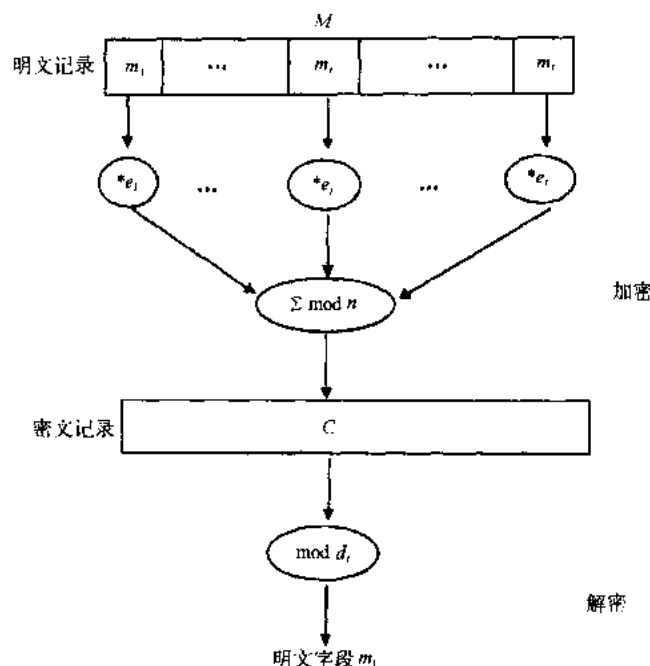 M
明文记录 m₁ ... mᵢ ... mₜ
*e₁ ... *eᵢ ... *eₜ
Σ mod n
加密
密文记录 C
mod dᵢ
解密
明文字段 mᵢ